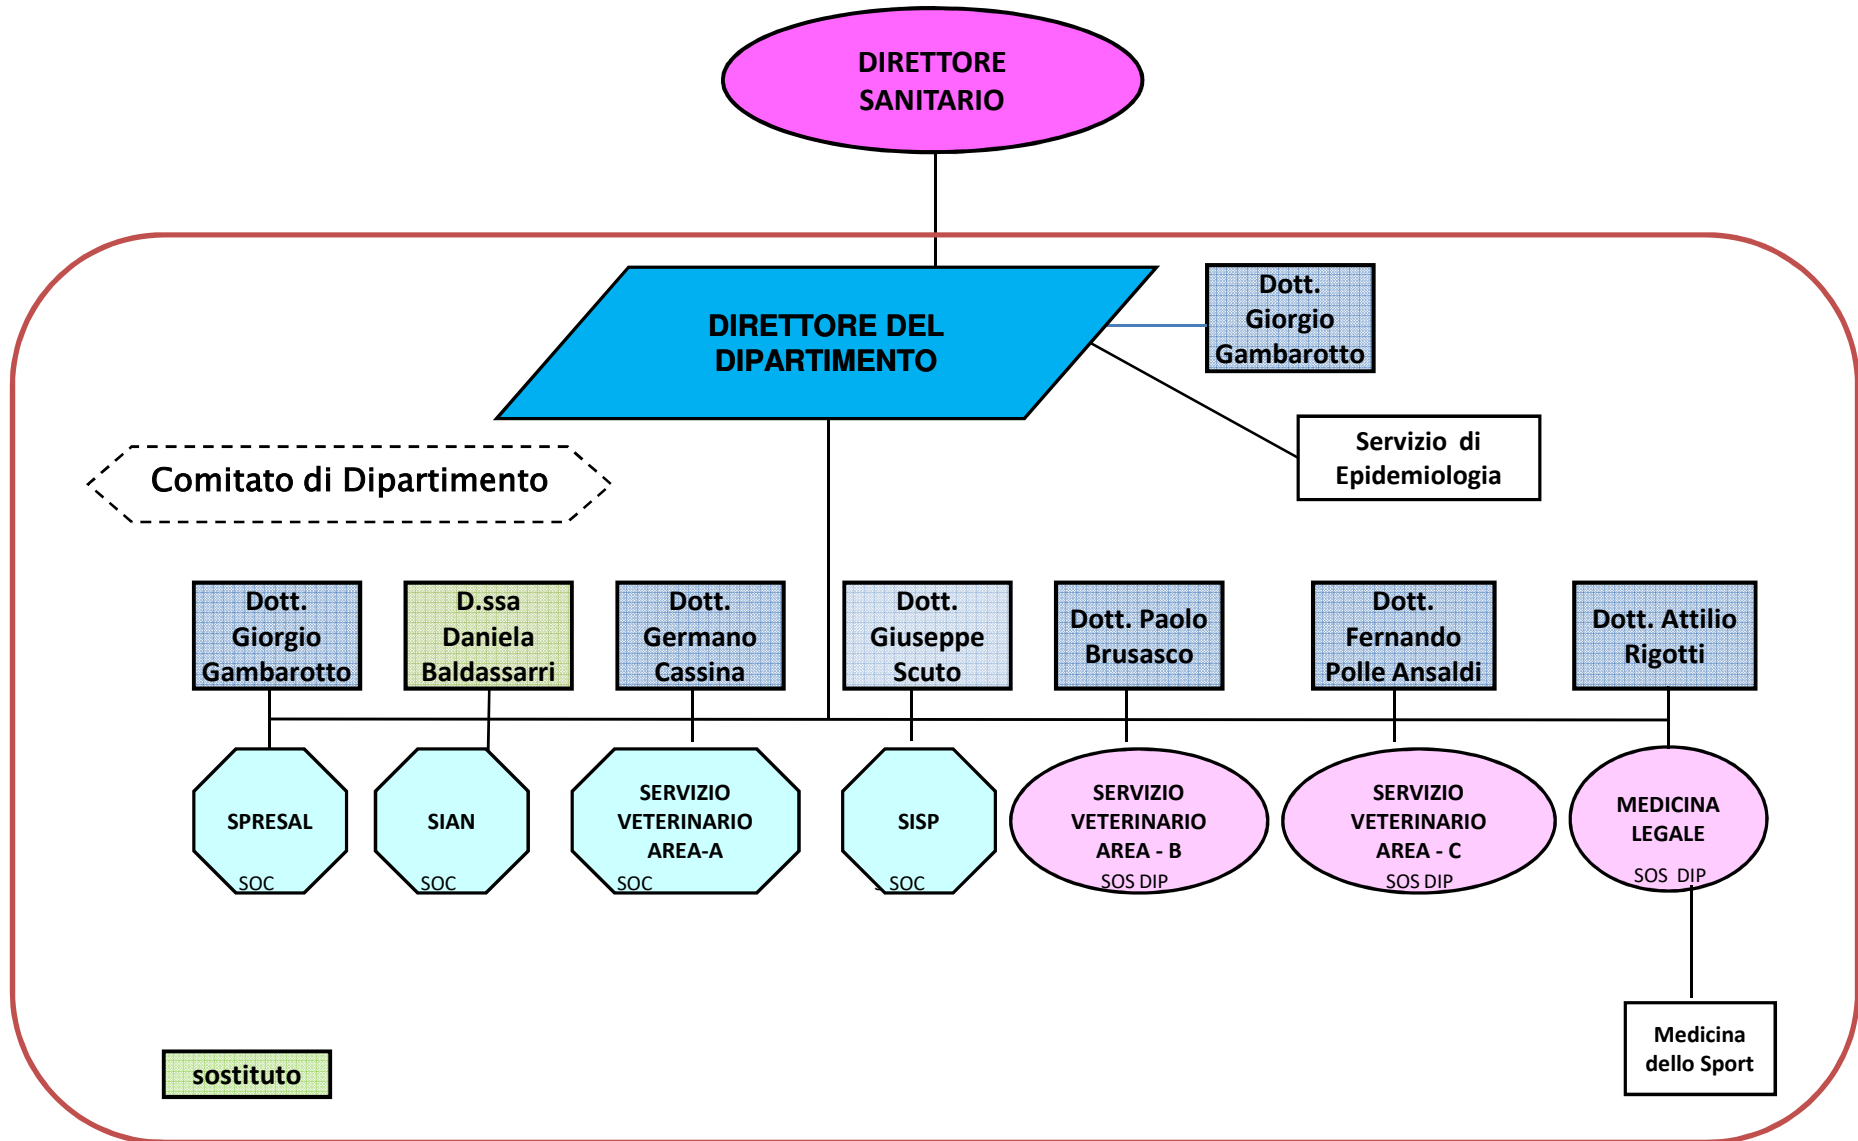 DIRETTORE
SANITARIO
DIRETTORE DEL
DIPARTIMENTO
Dott.
Giorgio
Gambarotto
Servizio di
Epidemiologia
Comitato di Dipartimento
Dott.
Giorgio
Gambarotto
D.ssa
Daniela
Baldassarri
Dott.
Germano
Cassina
Dott.
Giuseppe
Scuto
Dott. Paolo
Brusasco
Dott.
Fernando
Polle Ansaldi
Dott. Attilio
Rigotti
SPRESAL
SOC
SIAN
SOC
SERVIZIO
VETERINARIO
AREA-A
SOC
SISP
SOC
SERVIZIO
VETERINARIO
AREA - B
SOS DIP
SERVIZIO
VETERINARIO
AREA - C
SOS DIP
MEDICINA
LEGALE
SOS DIP
Medicina
dello Sport
sostituto